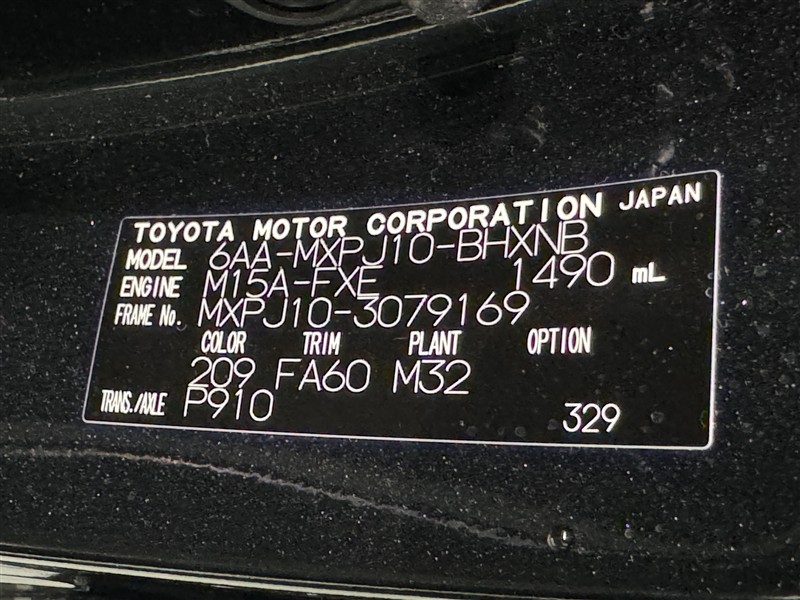 TOYOTA MOTOR CORPORATION JAPAN
MODEL 6AA-MXPJ10-BHXNB
ENGINE M15A-FXE 1490 mL
FRAME No. MXPJ10-3079169
COLOR TRIM PLANT OPTION
209 FA60 M32
TRANS./AXLE P910 329